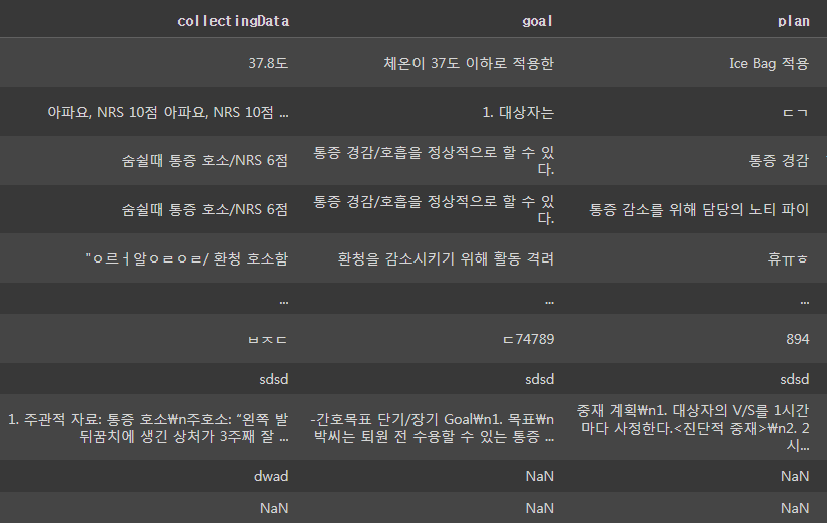 collectingData goal plan
37.8도 체온이 37도 이하로 적용한 Ice Bag 적용
아파요, NRS 10점 아파요, NRS 10점 ... 1. 대상자는 ㄷㄱ
숨쉴때 통증 호소/NRS 6점 통증 경감/호흡을 정상적으로 할 수 있
다. 통증 경감
숨쉴때 통증 호소/NRS 6점 통증 경감/호흡을 정상적으로 할 수 있
다. 통증 감소를 위해 담당의 노티 파이
"ㅇ르ㅓ알ㅇㄹㅇㄹ/ 환청 호소함 환청을 감소시키기 위해 활동 격려 휴ㅠㅎ
... ... ...
ㅂㅈㄷ ㄷ74789 894
sdsd sdsd sdsd
1. 주관적 자료: 통증 호소\n주호소: “왼쪽 발
뒤꿈치에 생긴 상처가 3주째 잘 ...
-간호목표 단기/장기 Goal\n1. 목표\n
박씨는 퇴원 전 수용할 수 있는 통증 ...
중재 계획\n1. 대상자의 V/S를 1시간
마다 사정한다.<진단적 중재>\n2. 2
시...
dwad NaN NaN
NaN NaN NaN